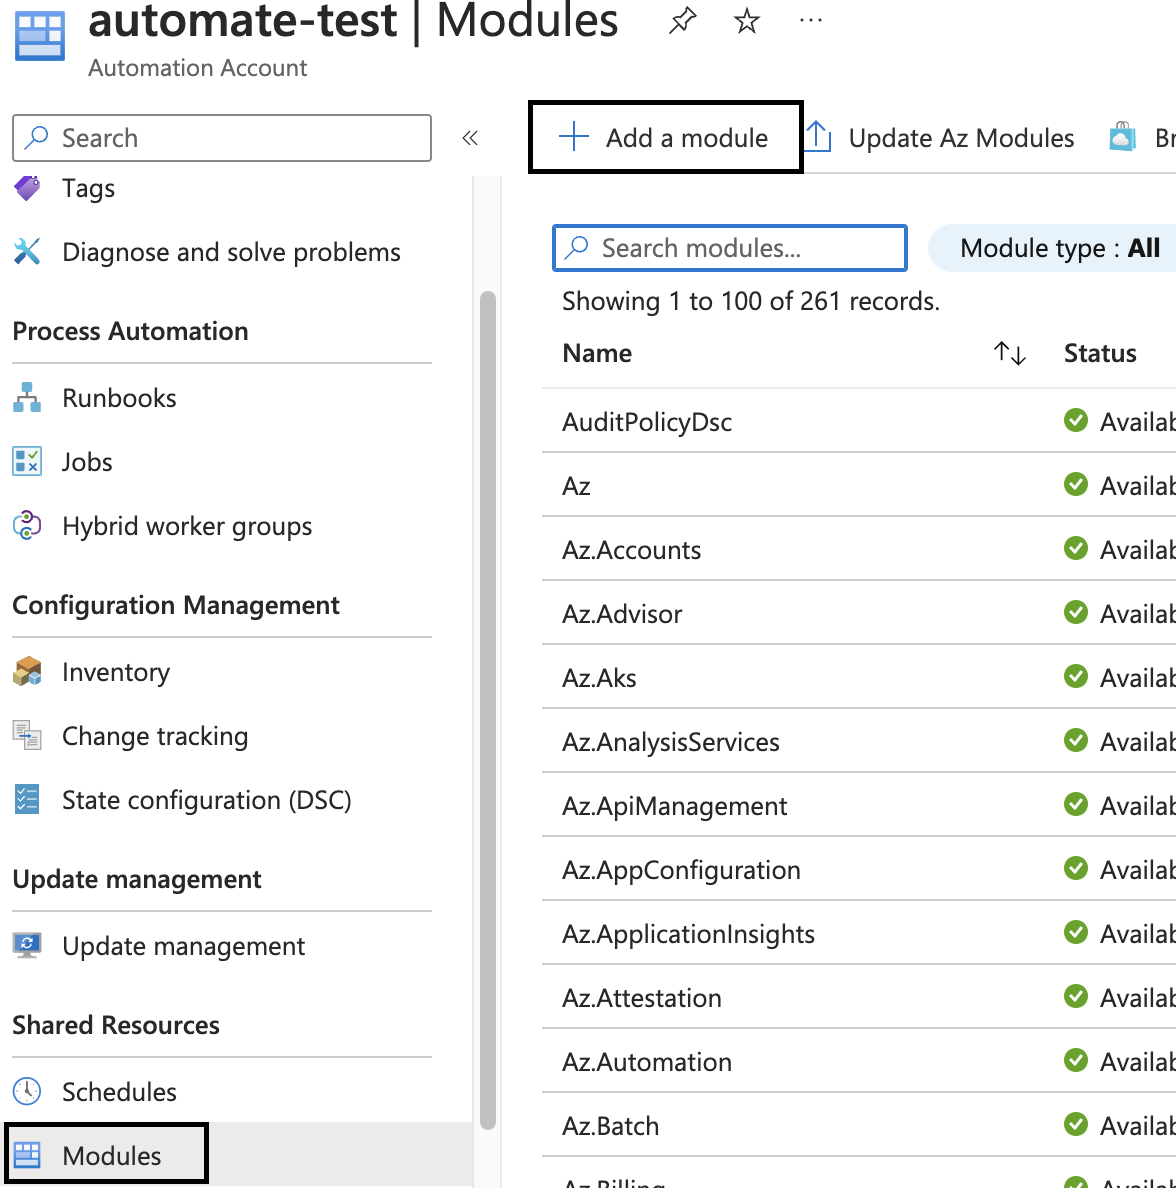 automate-test | Modules
Automation Account
Search
Tags
Diagnose and solve problems
Process Automation
Runbooks
Jobs
Hybrid worker groups
Configuration Management
Inventory
Change tracking
State configuration (DSC)
Update management
Update management
Shared Resources
Schedules
Modules
Add a module
Update Az Modules
Br
Search modules...
Module type : All
Showing 1 to 100 of 261 records.
Name Status
AuditPolicyDsc Availab
Az Availab
Az.Accounts Availab
Az.Advisor Availab
Az.Aks Availab
Az.AnalysisServices Availab
Az.ApiManagement Availab
Az.AppConfiguration Availab
Az.ApplicationInsights Availab
Az.Attestation Availab
Az.Automation Availab
Az.Batch Availab
Az.Billing Availab